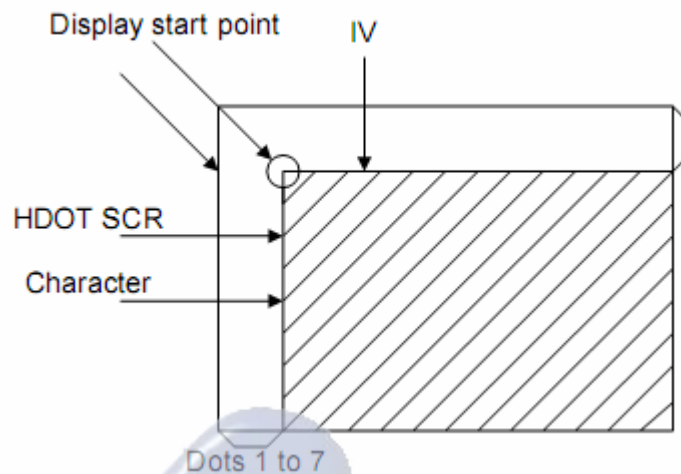 Display start point
IV
HDOT SCR
Character
Dots 1 to 7